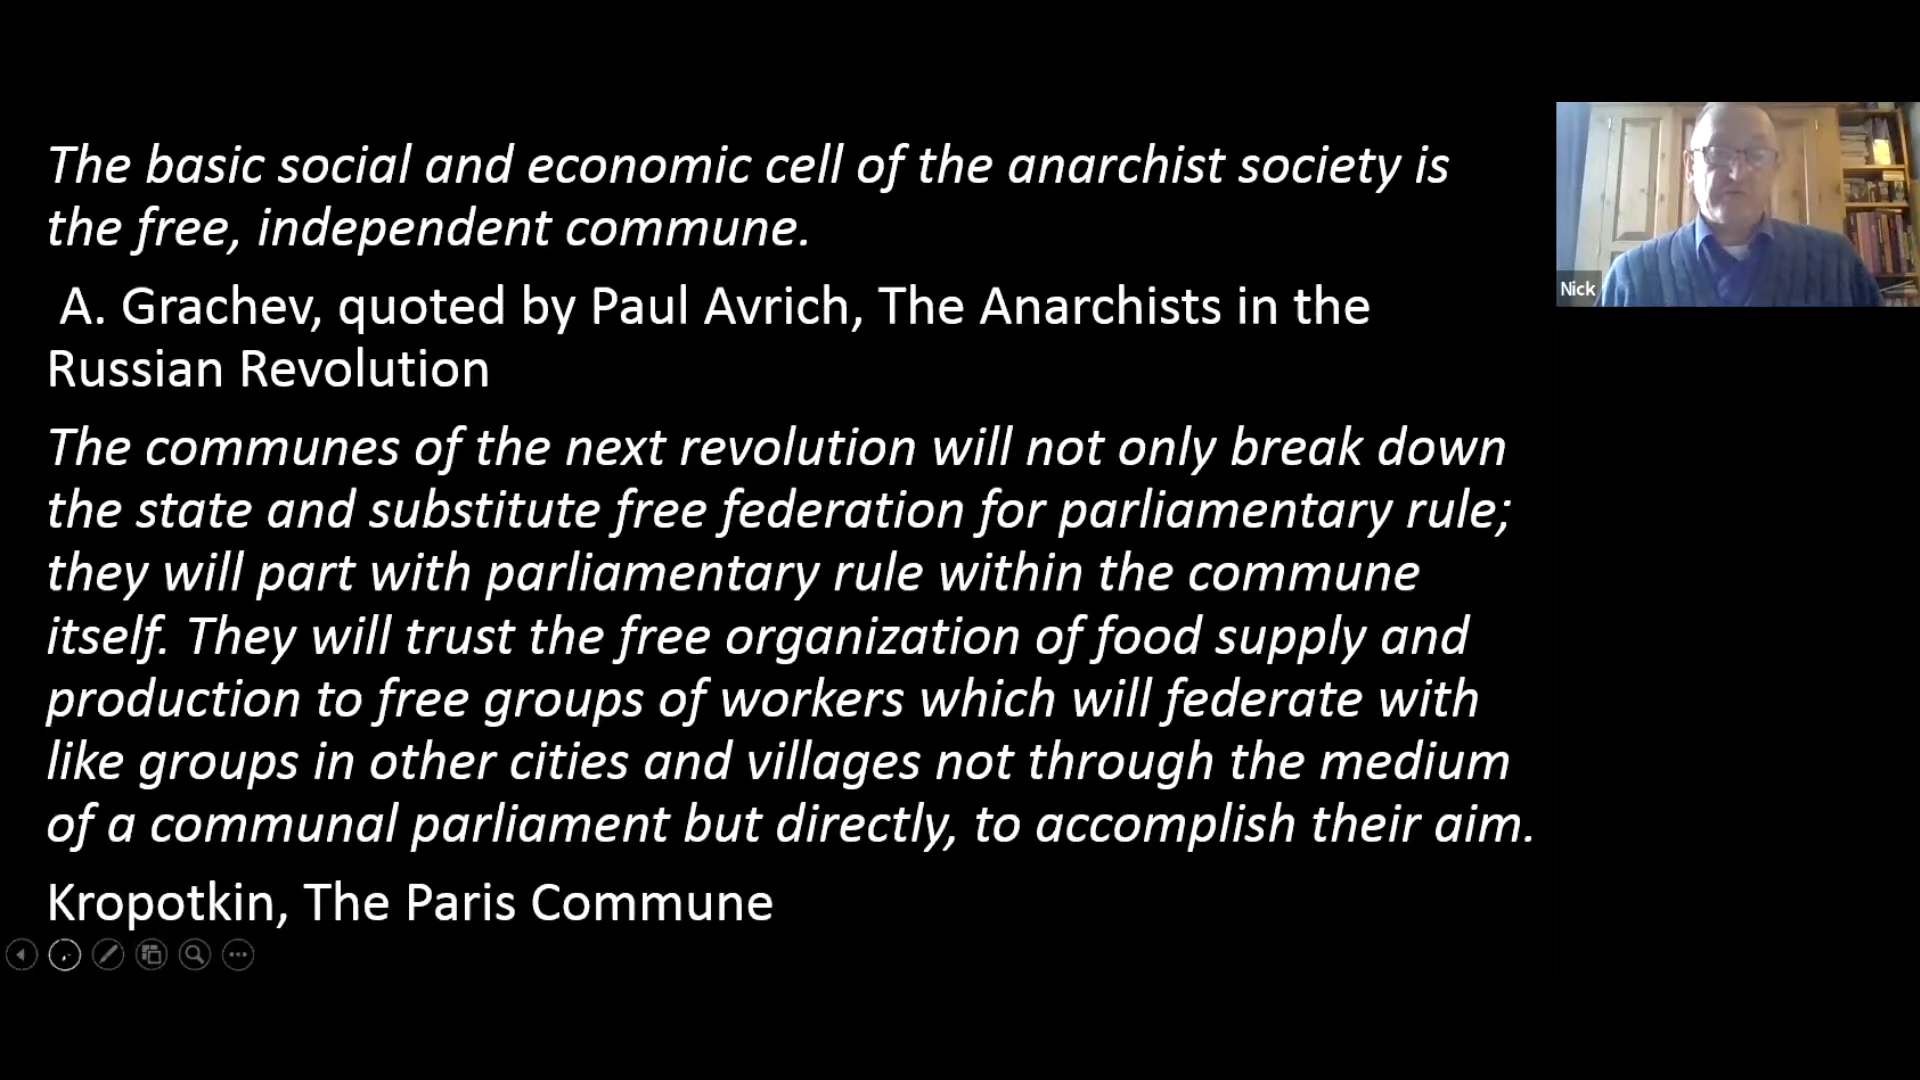 The basic social and economic cell of the anarchist society is
the free, independent commune.
A. Grachev, quoted by Paul Avrich, The Anarchists in the
Russian Revolution
The communes of the next revolution will not only break down
the state and substitute free federation for parliamentary rule;
they will part with parliamentary rule within the commune
itself. They will trust the free organization of food supply and
production to free groups of workers which will federate with
like groups in other cities and villages not through the medium
of a communal parliament but directly, to accomplish their aim.
Kropotkin, The Paris Commune
Nick